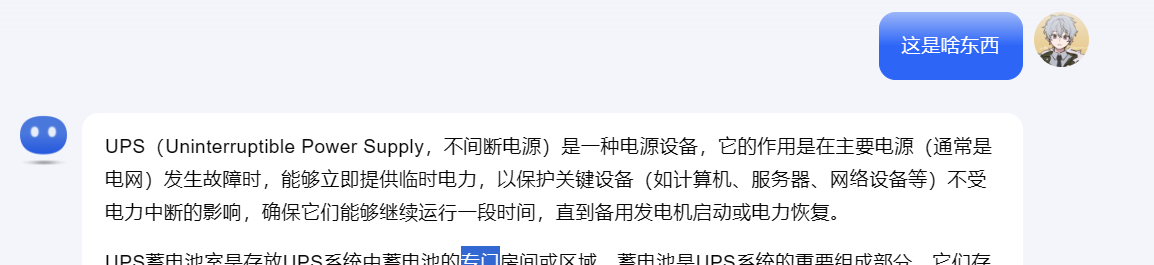 这是啥东西
UPS（Uninterruptible Power Supply，不间断电源）是一种电源设备，它的作用是在主要电源（通常是
电网）发生故障时，能够立即提供临时电力，以保护关键设备（如计算机、服务器、网络设备等）不受
电力中断的影响，确保它们能够继续运行一段时间，直到备用发电机启动或电力恢复。
UPS蓄电池室是存放UPS系统中蓄电池的专门房间或区域。蓄电池是UPS系统的重要组成部分，它们存